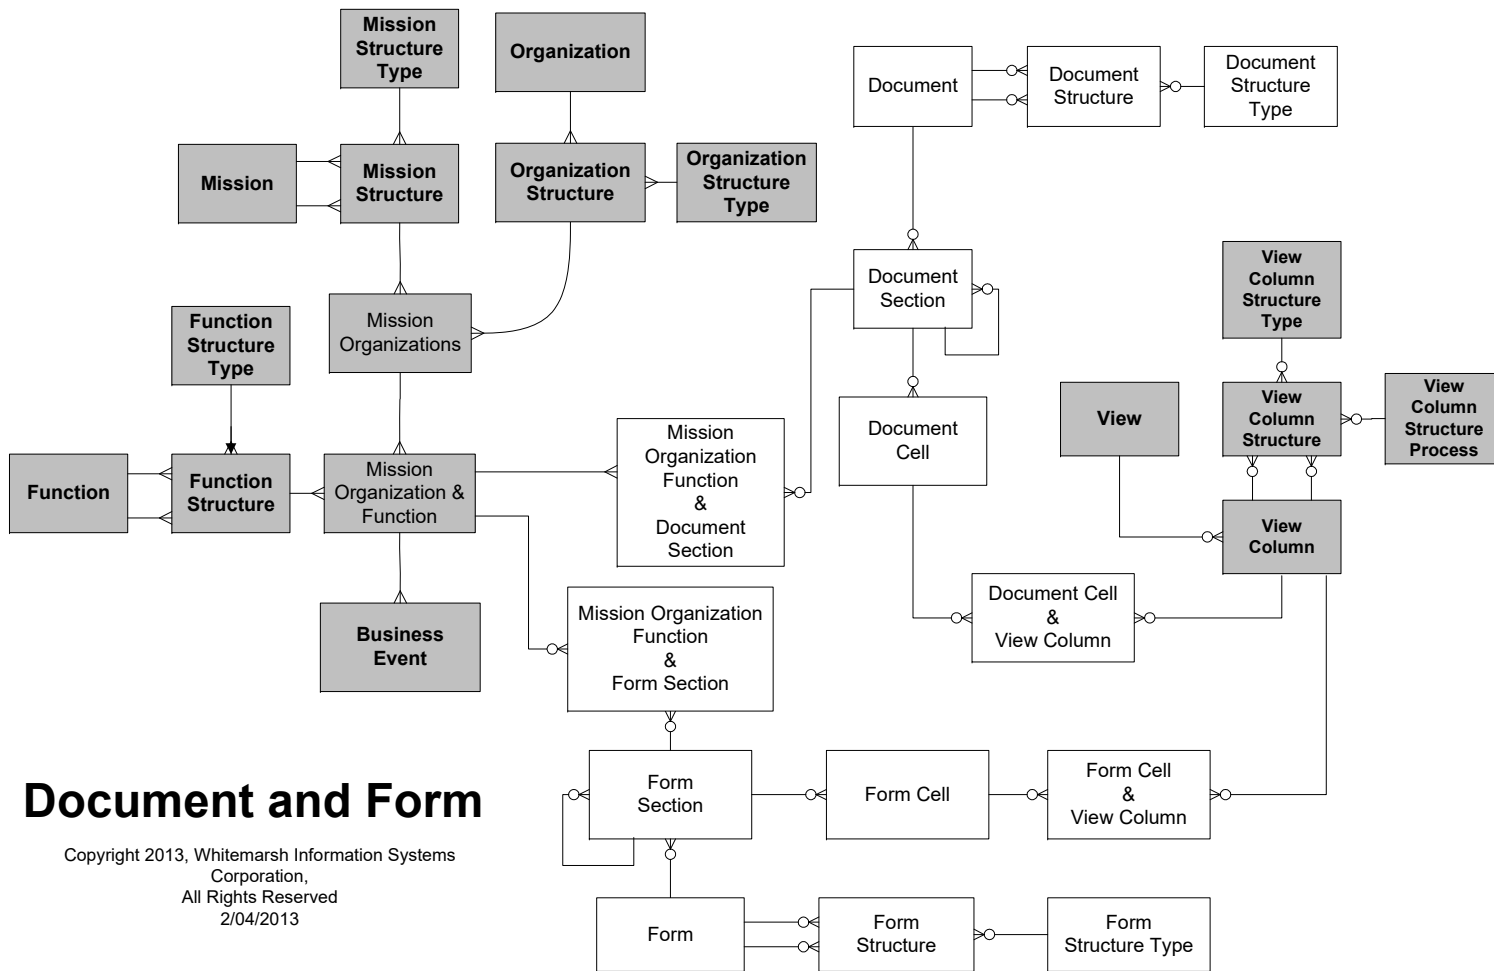 Mission
Structure
Type
Organization
Document
Document
Structure
Document
Structure
Type
Mission
Mission
Structure
Organization
Structure
Organization
Structure
Type
Document
Section
View
Column
Structure
Type
Function
Structure
Type
Mission
Organizations
View
View
Column
Structure
View
Column
Structure
Process
Document
Cell
Mission
Organization
Function
&
Document
Section
Function
Function
Structure
Mission
Organization &
Function
View
Column
Document Cell
&
View Column
Business
Event
Mission Organization
Function
&
Form Section
Form
Section
Form Cell
Form Cell
&
View Column
Document and Form
Copyright 2013, Whitemarsh Information Systems
Corporation,
All Rights Reserved
2/04/2013
Form
Form
Structure
Form
Structure Type